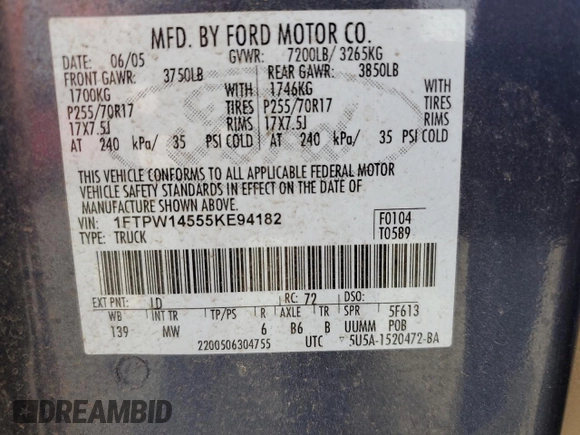 MFD. BY FORD MOTOR CO.
DATE: 06/05 GVWR: 7200LB/ 3265KG
FRONT GAWR: 3750LB REAR GAWR: 3850LB
1700KG WITH 1746KG WITH
P255/70R17 TIRES P255/70R17 TIRES
17X7.5J RIMS 17X7.5J RIMS
AT 240 kPa/ 35 PSI COLD AT 240 kPa/ 35 PSI COLD
THIS VEHICLE CONFORMS TO ALL APPLICABLE FEDERAL MOTOR
VEHICLE SAFETY STANDARDS IN EFFECT ON THE DATE OF
MANUFACTURE SHOWN ABOVE.
VIN: 1FTPW14555KE94182 F0104
TYPE: TRUCK T0589
EXT PNT: LD RC: 72 DSO:
WB INT TR TP/PS R AXLE TR SPR 5F613
139 MW 6 B6 B UUMM POB
2200506304755 UTC 5U5A-1520472-BA
DREAMBID